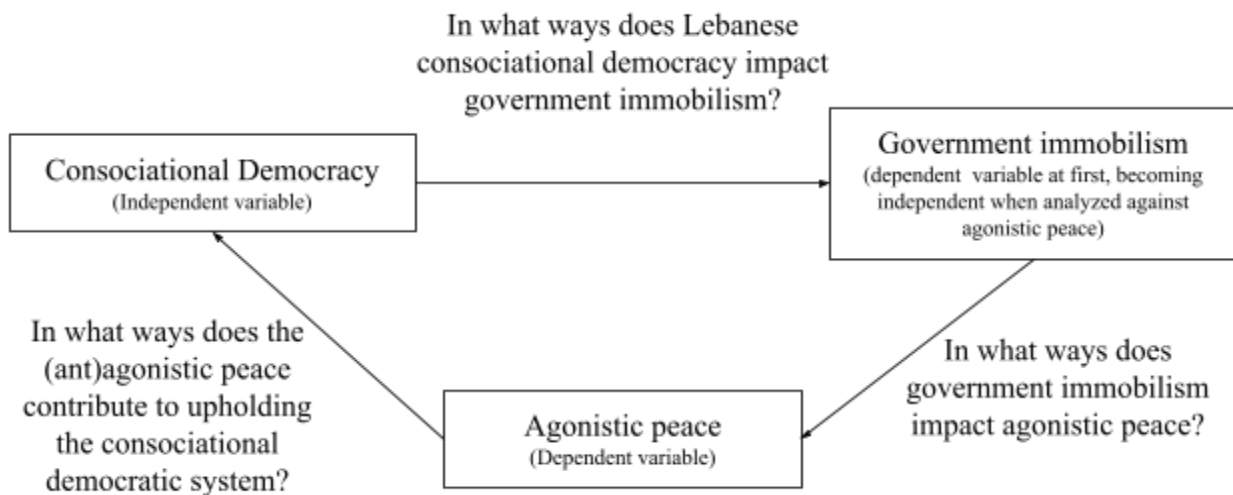 In what ways does Lebanese
consociational democracy impact
government immobilism?
Consociational Democracy
(Independent variable)
Government immobilism
(dependent variable at first, becoming
independent when analyzed against
agonistic peace)
In what ways does the
(ant)agonistic peace
contribute to upholding
the consociational
democratic system?
Agonistic peace
(Dependent variable)
In what ways does
government immobilism
impact agonistic peace?